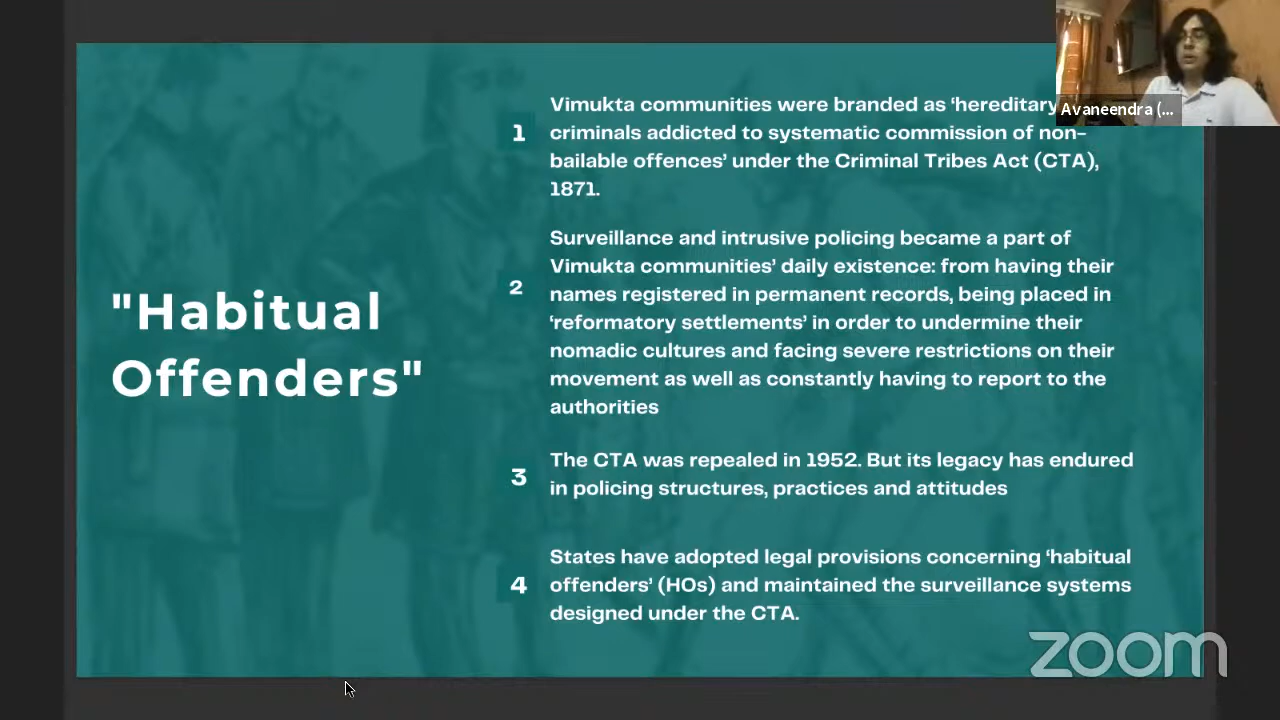 "Habitual
Offenders"
1
Vimukta communities were branded as ‘hereditary
criminals addicted to systematic commission of non-
bailable offences’ under the Criminal Tribes Act (CTA),
1871.
2
Surveillance and intrusive policing became a part of
Vimukta communities’ daily existence: from having their
names registered in permanent records, being placed in
‘reformatory settlements’ in order to undermine their
nomadic cultures and facing severe restrictions on their
movement as well as constantly having to report to the
authorities
3
The CTA was repealed in 1952. But its legacy has endured
in policing structures, practices and attitudes
4
States have adopted legal provisions concerning ‘habitual
offenders’ (HOs) and maintained the surveillance systems
designed under the CTA.
Avaneendra (...
zoom